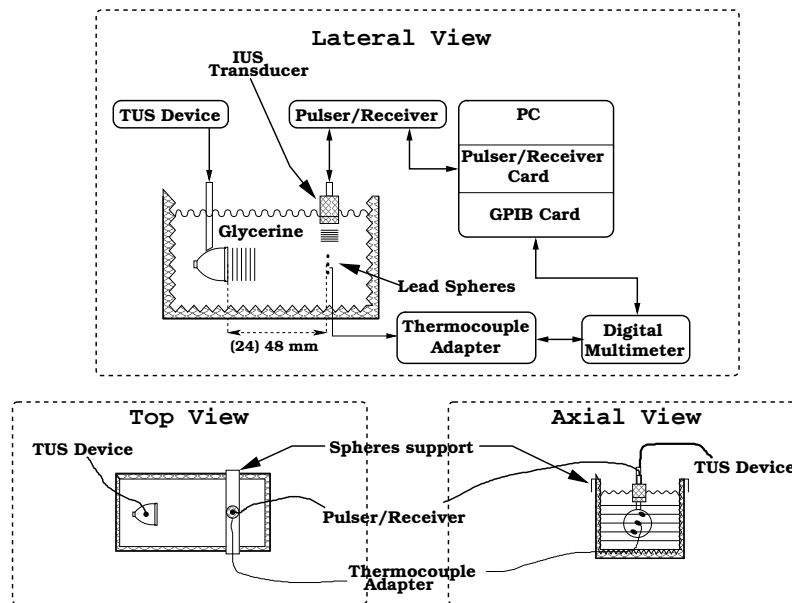 Lateral View
IUS
Transducer
TUS Device
Pulser/Receiver
PC
Pulser/Receiver
Card
GPIB Card
Glycerine
Lead Spheres
(24) 48 mm
Thermocouple
Adapter
Digital
Multimeter
Top View
Axial View
TUS Device
Spheres support
TUS Device
Pulser/Receiver
Thermocouple
Adapter